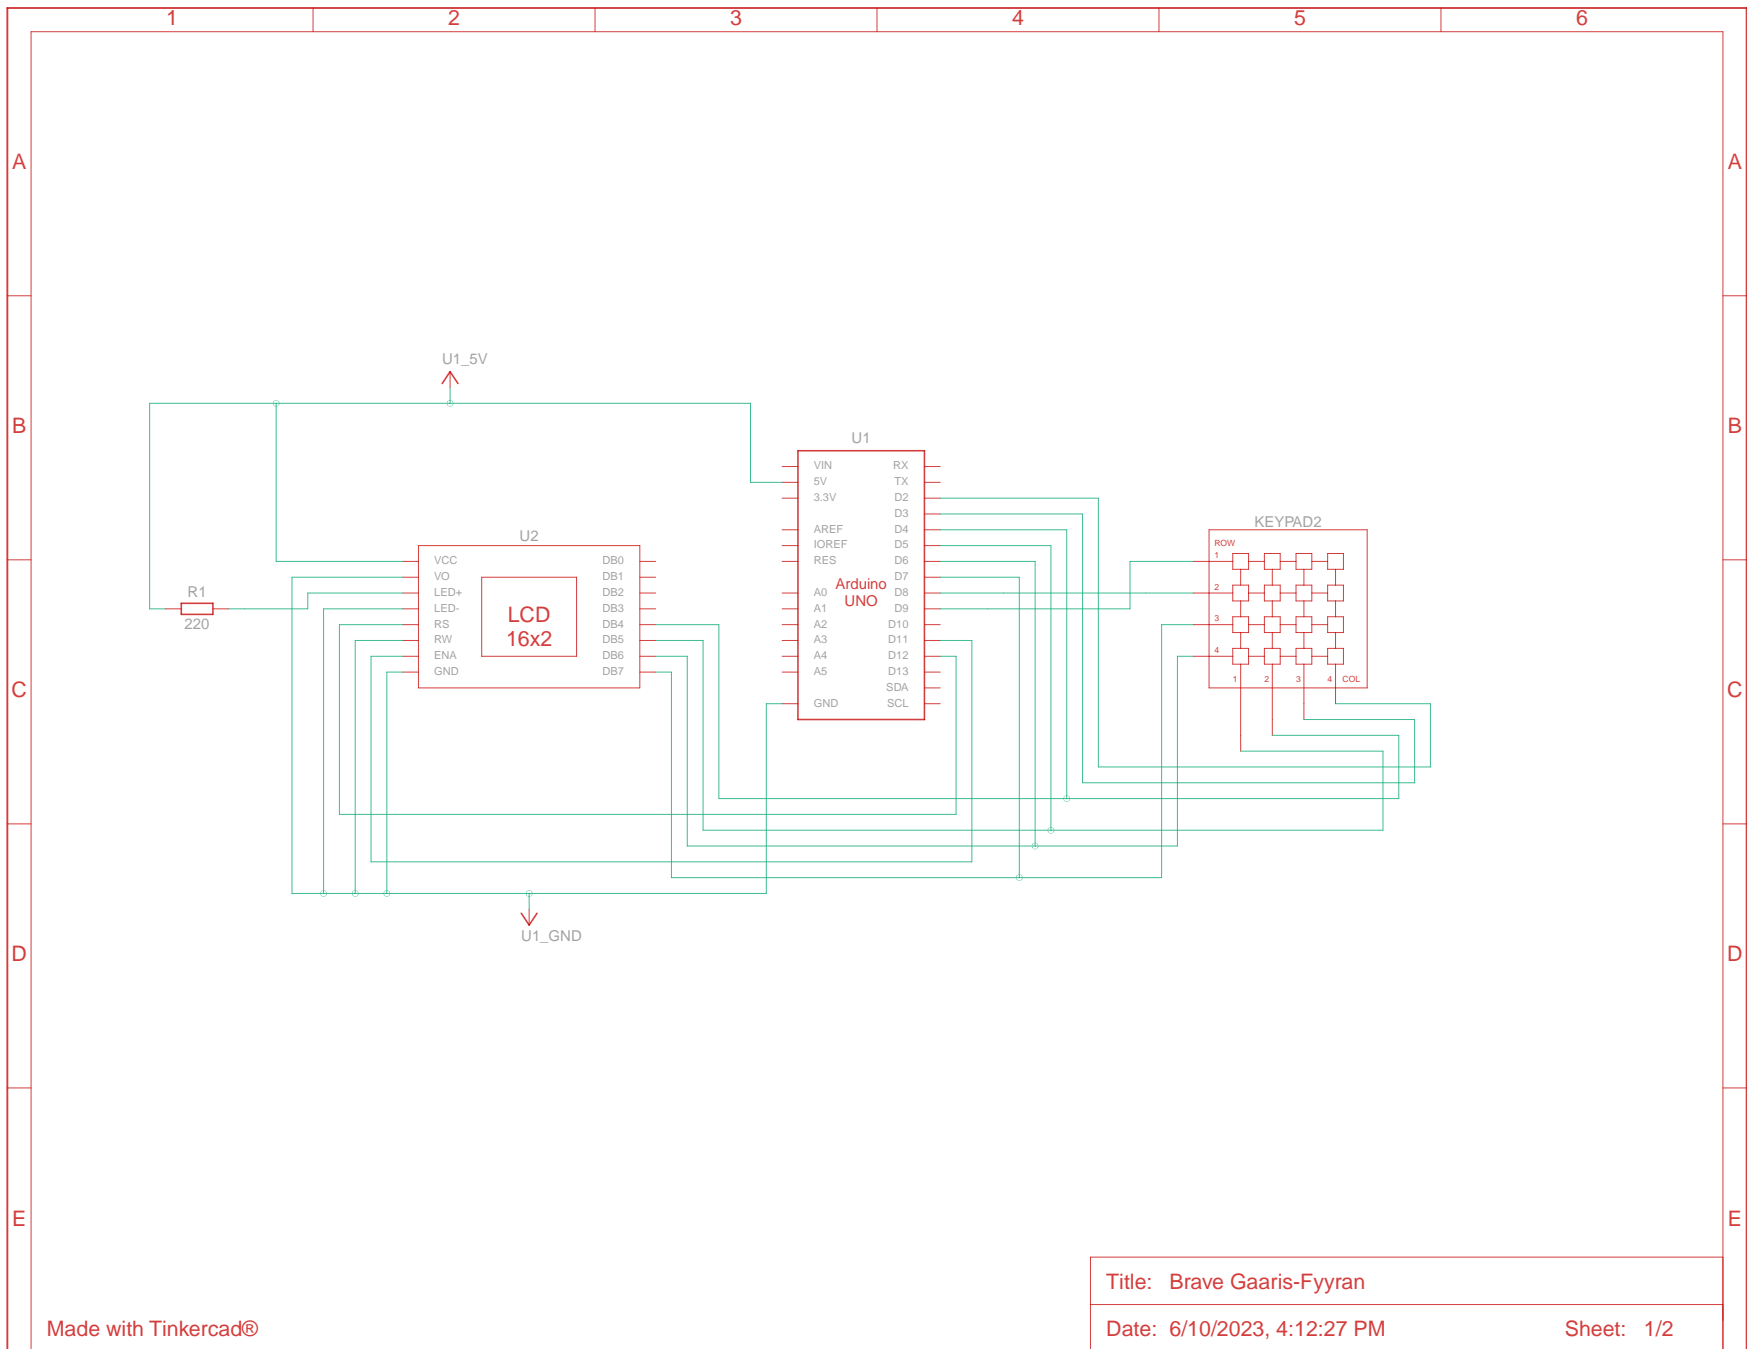 1 2 3 4 5 6
A A
B B
C C
D D
E E
U1_5V
R1
220
U2
VCC DB0
VO DB1
LED+ DB2
LED- DB3
RS DB4
RW DB5
ENA DB6
GND DB7
LCD
16x2
U1
VIN RX
5V TX
3.3V D2
D3
AREF D4
IOREF D5
RES D6
D7
A0 D8
A1 D9
A2 D10
A3 D11
A4 D12
A5 D13
SDA
GND SCL
Arduino
UNO
KEYPAD2
ROW
1
2
3
4
1 2 3 4 COL
U1_GND
Title: Brave Gaaris-Fyyran
Made with Tinkercad®
Date: 6/10/2023, 4:12:27 PM Sheet: 1/2